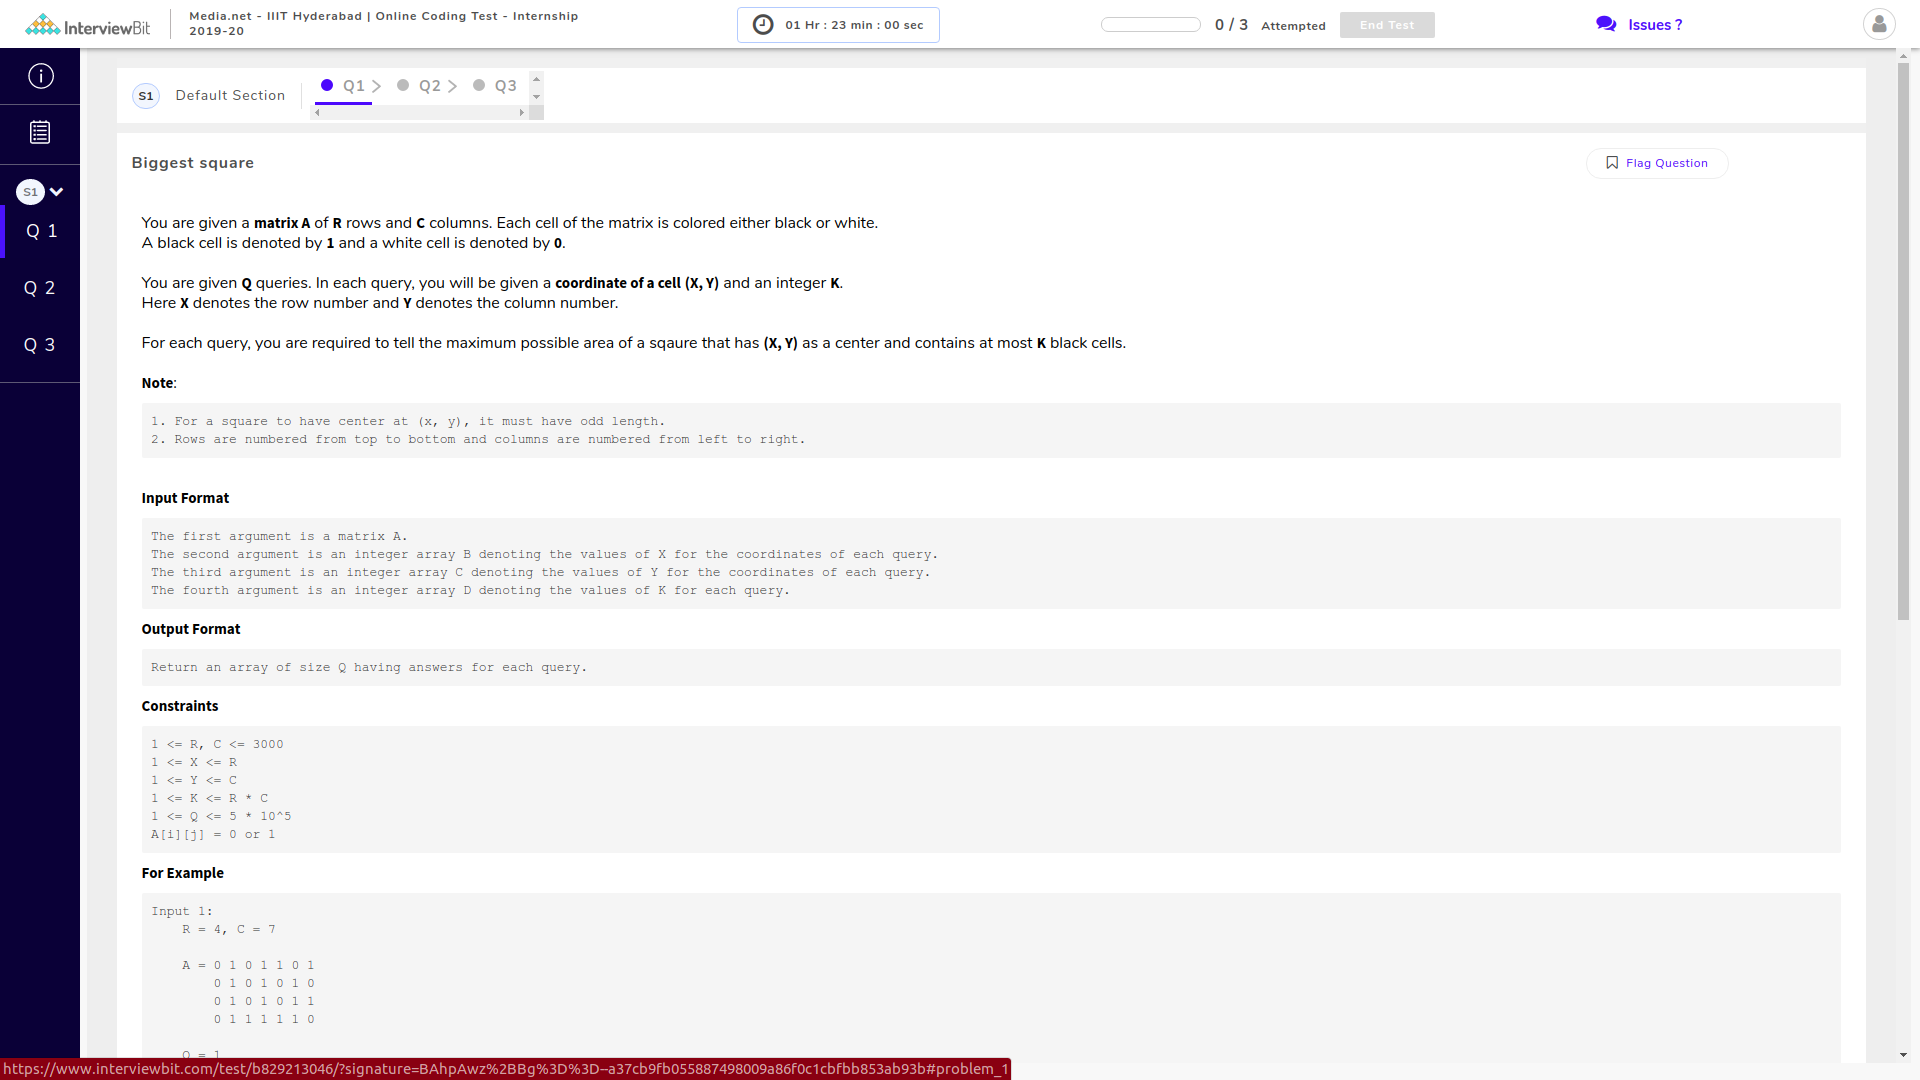 InterviewBit
Media.net - IIIT Hyderabad | Online Coding Test - Internship
2019-20
01 Hr : 23 min : 00 sec
0 / 3 Attempted
End Test
Issues ?
S1 Default Section
Q1
Q2
Q3
S1
Q 1
Q 2
Q 3
Biggest square
Flag Question
You are given a matrix A of R rows and C columns. Each cell of the matrix is colored either black or white.
A black cell is denoted by 1 and a white cell is denoted by 0.
You are given Q queries. In each query, you will be given a coordinate of a cell (X, Y) and an integer K.
Here X denotes the row number and Y denotes the column number.
For each query, you are required to tell the maximum possible area of a sqaure that has (X, Y) as a center and contains at most K black cells.
Note:
1. For a square to have center at (x, y), it must have odd length.
2. Rows are numbered from top to bottom and columns are numbered from left to right.
Input Format
The first argument is a matrix A.
The second argument is an integer array B denoting the values of X for the coordinates of each query.
The third argument is an integer array C denoting the values of Y for the coordinates of each query.
The fourth argument is an integer array D denoting the values of K for each query.
Output Format
Return an array of size Q having answers for each query.
Constraints
1 <= R, C <= 3000
1 <= X <= R
1 <= Y <= C
1 <= K <= R * C
1 <= Q <= 5 * 10^5
A[i][j] = 0 or 1
For Example
Input 1:
R = 4, C = 7
A = 0 1 0 1 1 0 1
0 1 0 1 0 1 0
0 1 0 1 0 1 1
0 1 1 1 1 1 0
Q = 1
https://www.interviewbit.com/test/b829213046/?signature=BAhpAwz%2BBg%3D%3D--a37cb9fb055887498009a86f0c1cbfbb853ab93b#problem_1